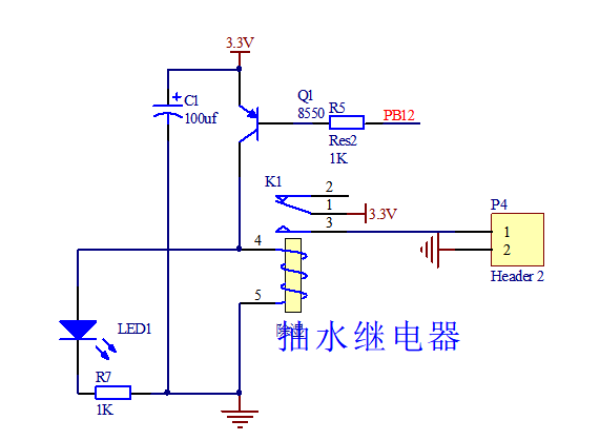 3.3V
C1
100uf
Q1
8550
R5
PB12
Res2
1K
K1
2
1
3.3V
3
P4
1
2
Header 2
4
5
LED1
抽水继电器
R7
1K